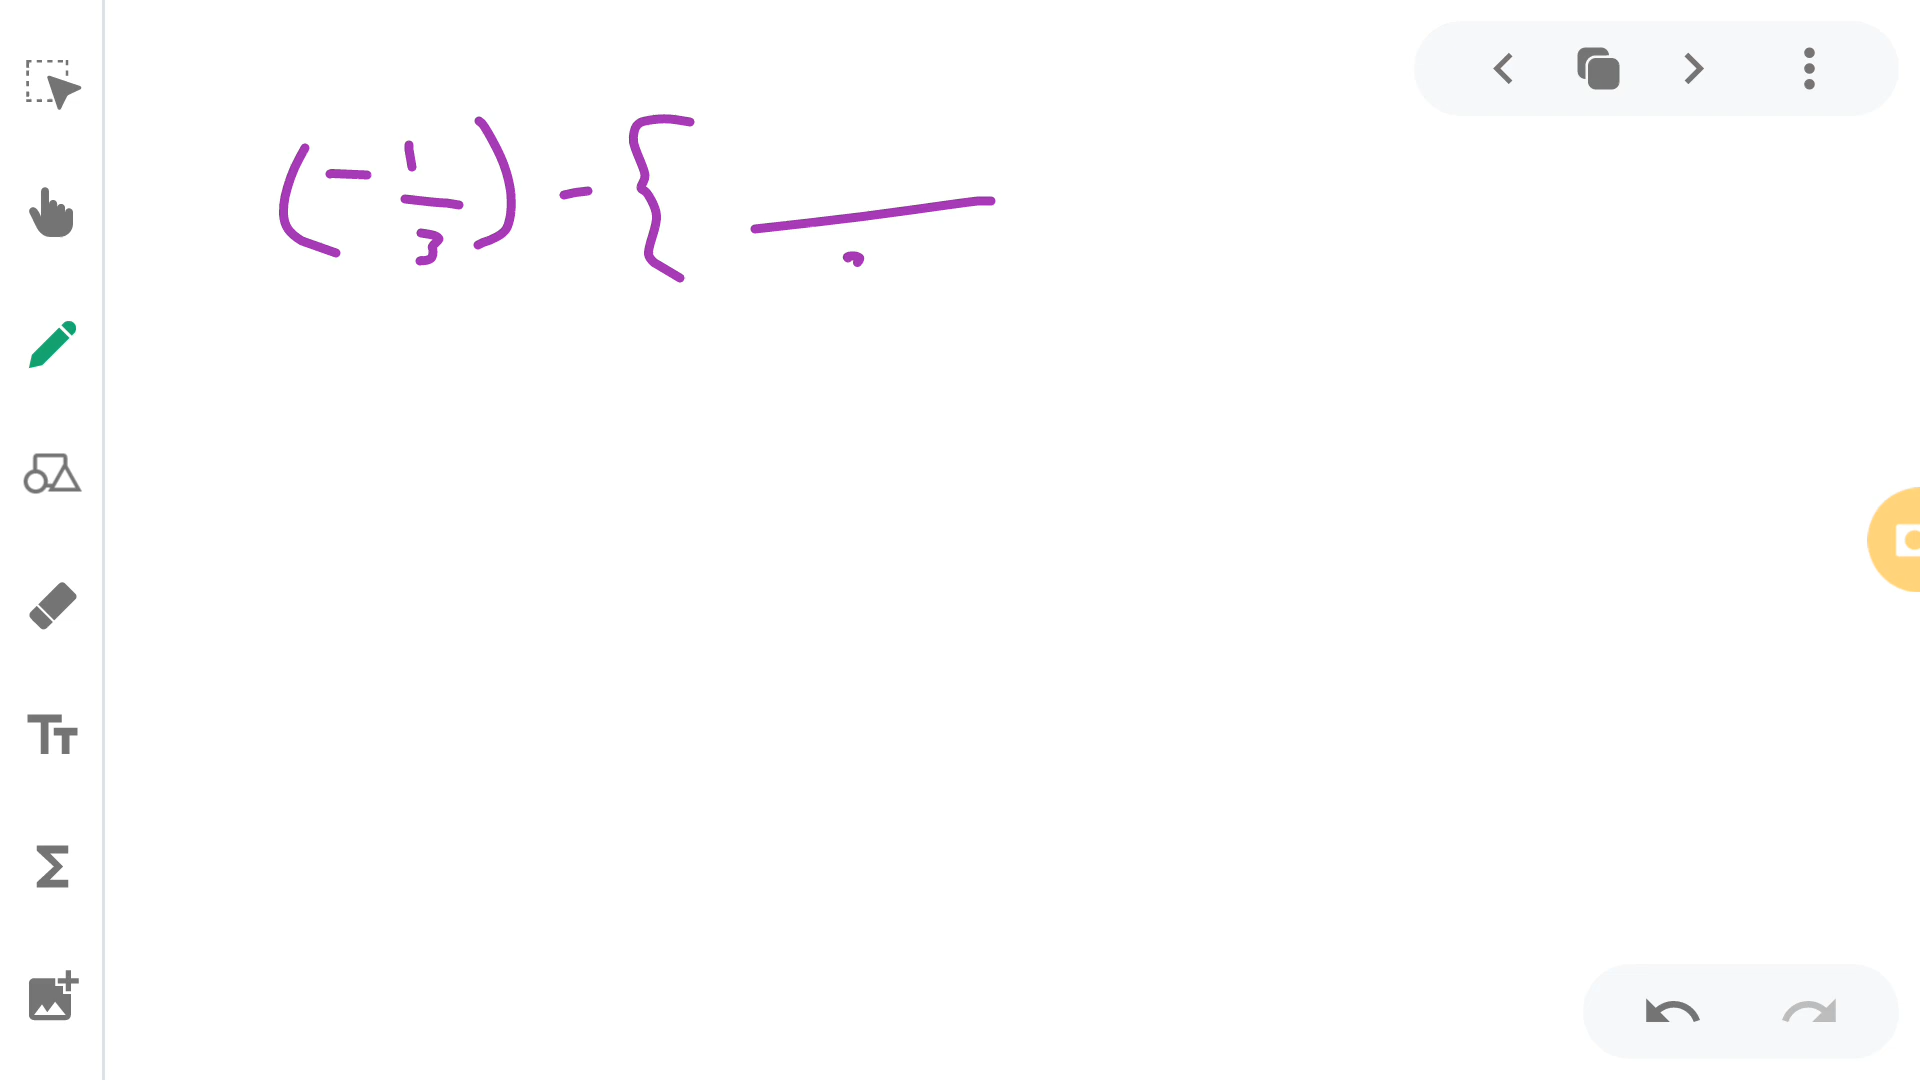 (- 1/3) - {